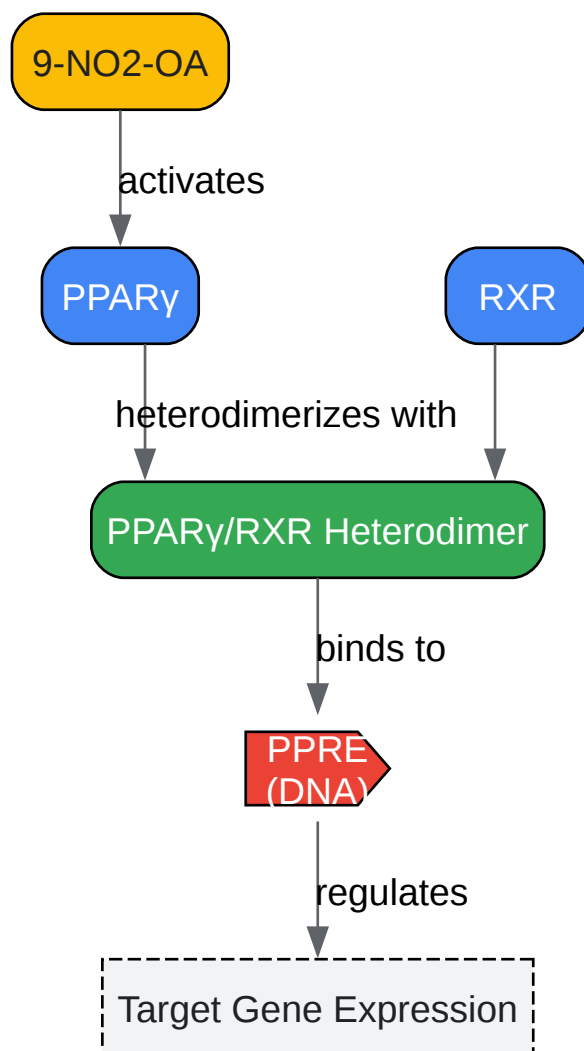 9-NO2-OA
activates
PPARγ
RXR
heterodimerizes with
PPARγ/RXR Heterodimer
binds to
PPRE
(DNA)
regulates
Target Gene Expression